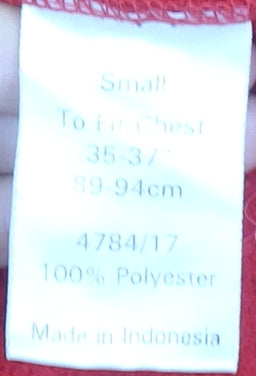 Small
To Fit Chest
35-37"
89-94cm
4784/17
100% Polyester
Made in Indonesia